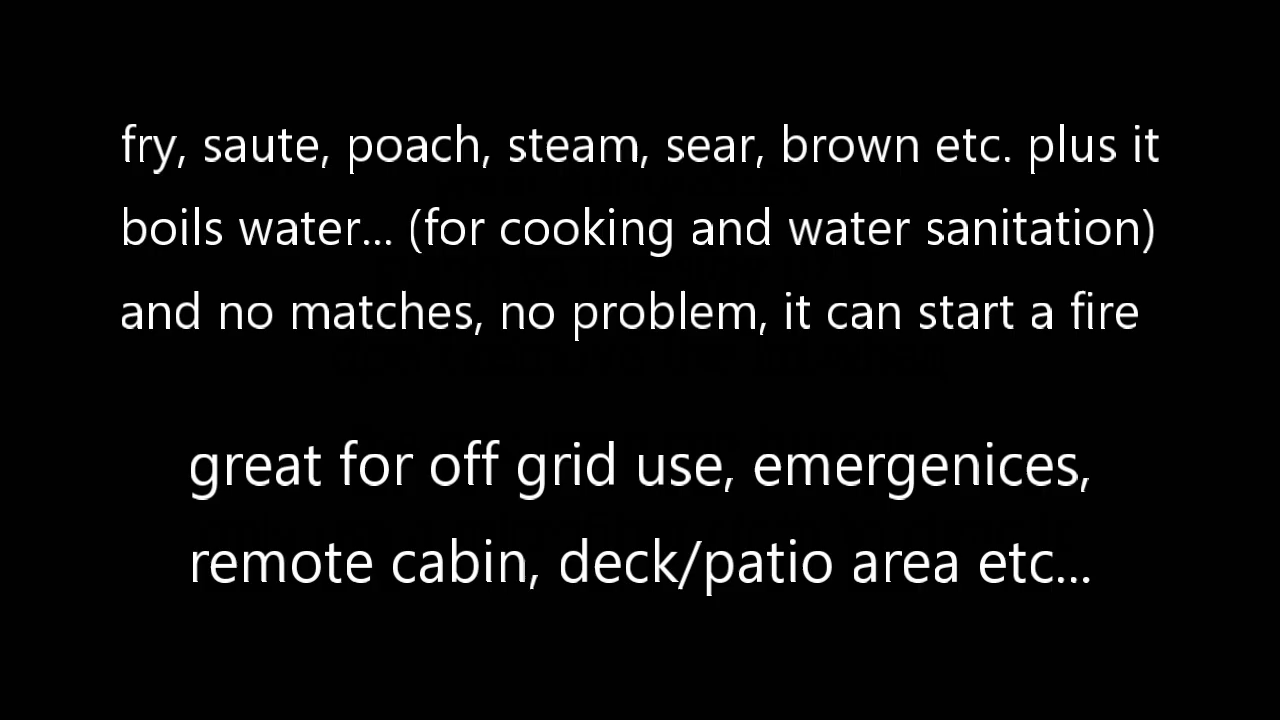 fry, saute, poach, steam, sear, brown etc. plus it
boils water... (for cooking and water sanitation)
and no matches, no problem, it can start a fire
great for off grid use, emergenices,
remote cabin, deck/patio area etc...